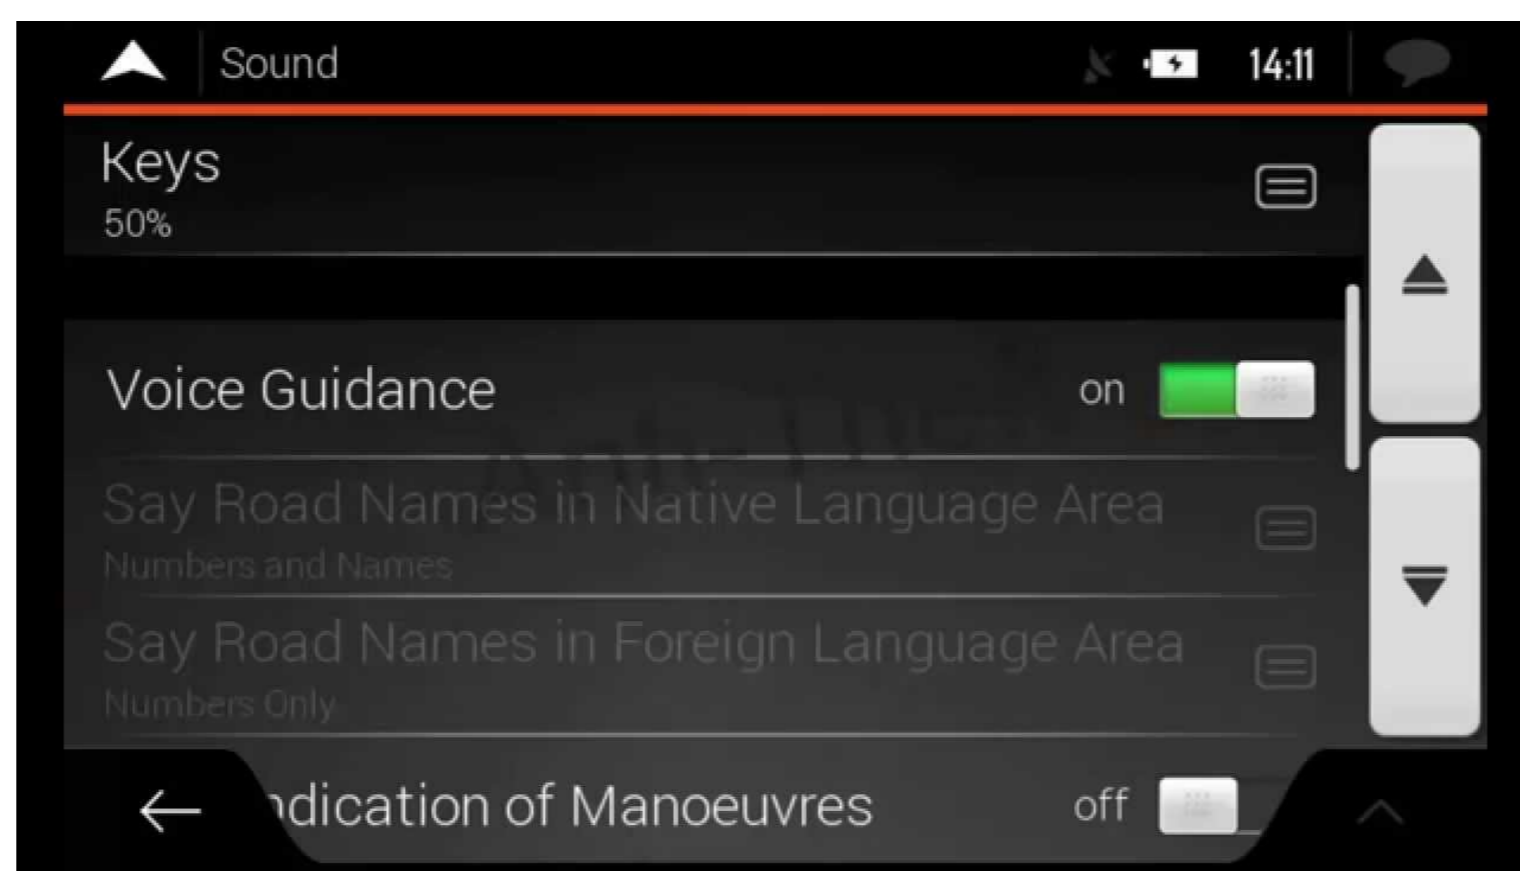 Sound
14:11
Keys
50%
Voice Guidance
on
Say Road Names in Native Language Area
Numbers and Names
Say Road Names in Foreign Language Area
Numbers Only
ndication of Manoeuvres
off